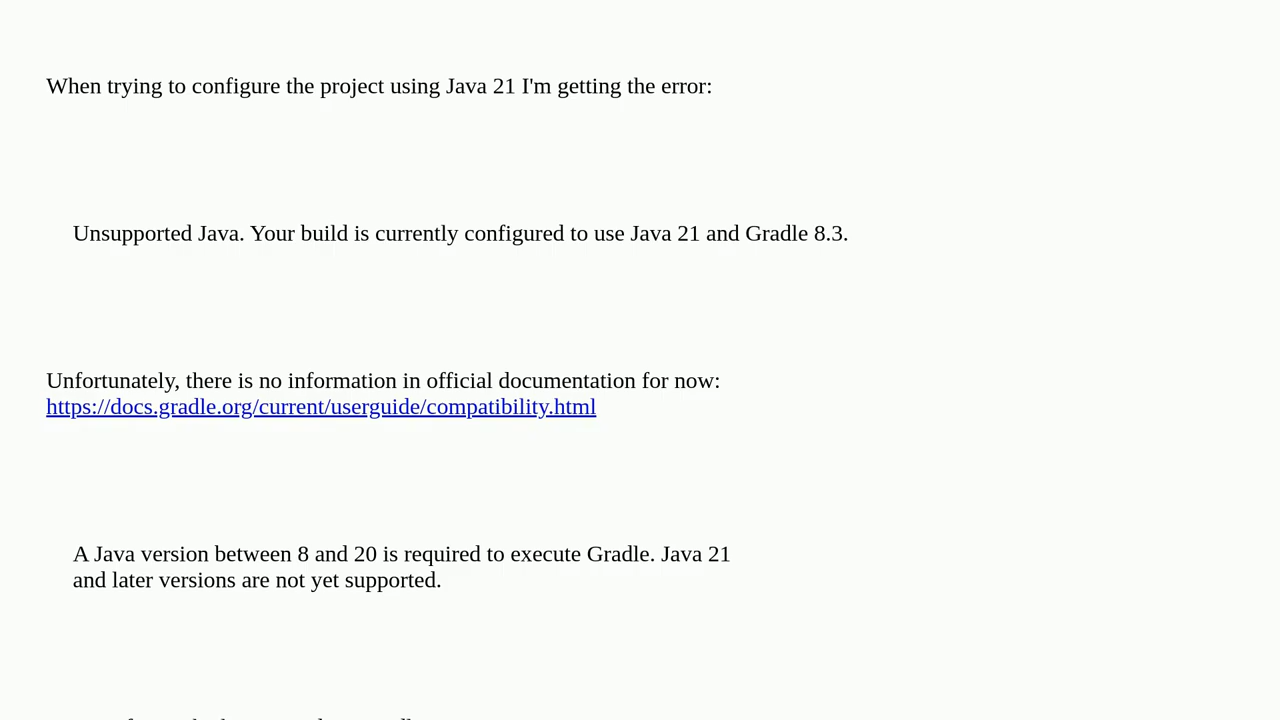 When trying to configure the project using Java 21 I'm getting the error:
Unsupported Java. Your build is currently configured to use Java 21 and Gradle 8.3.
Unfortunately, there is no information in official documentation for now:
https://docs.gradle.org/current/userguide/compatibility.html
A Java version between 8 and 20 is required to execute Gradle. Java 21
and later versions are not yet supported.